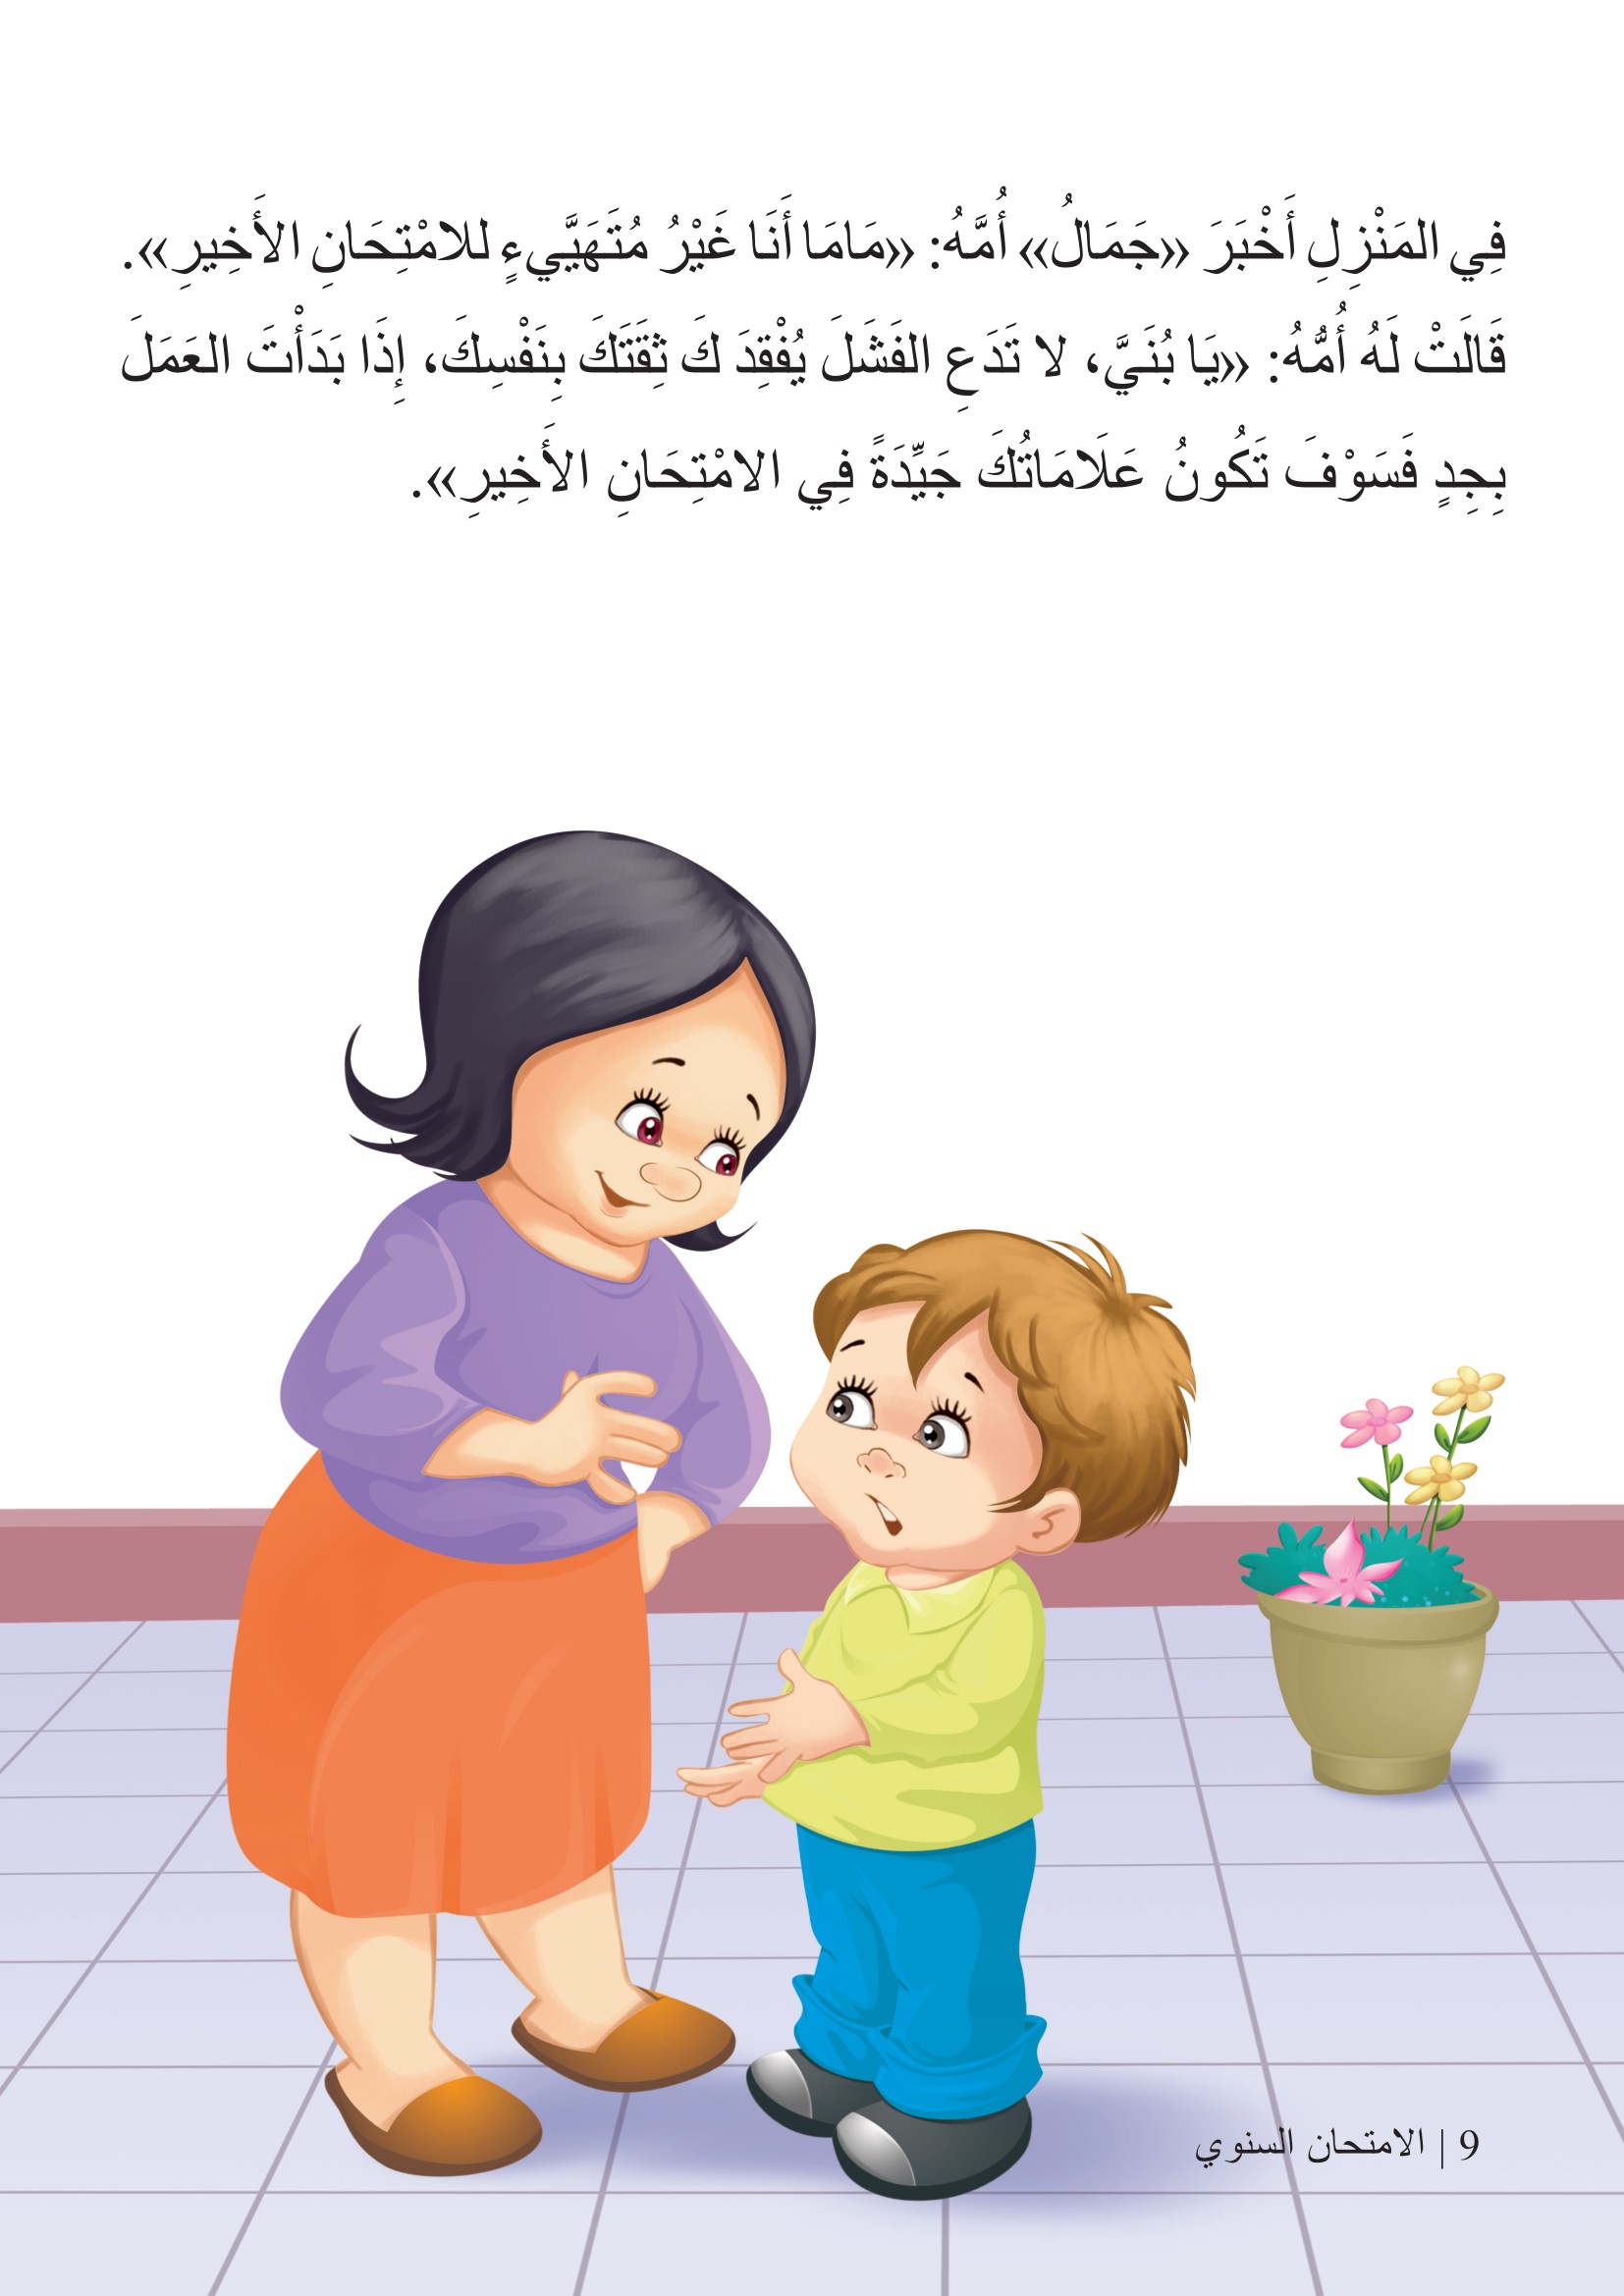 فِي المَنْزِلِ أَخْبَرَ «جَمَالُ» أُمَّهُ: «مَامَا أَنَا غَيْرُ مُتَهَيَّيءٍ للامْتِحَانِ الأَخِيرِ».
قَالَتْ لَهُ أُمُّهُ: «يَا بُنَيَّ، لا تَدَعِ الفَشَلَ يُفْقِدَ كَ ثِقَتَكَ بِنَفْسِكَ، إِذَا بَدَأْتَ العَمَلَ
بِجِدٍ فَسَوْفَ تَكُونُ عَلَامَاتُكَ جَيِّدَةً فِي الامْتِحَانِ الأَخِيرِ».
9 | الامتحان السنوي